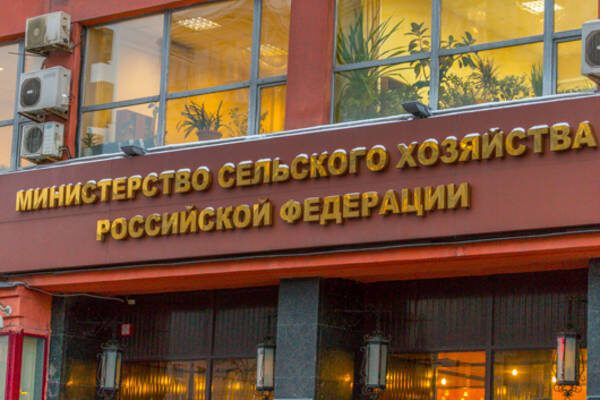 МИНИСТЕРСТВО СЕЛЬСКОГО ХОЗЯЙСТВА
РОССИЙСКОЙ ФЕДЕРАЦИИ